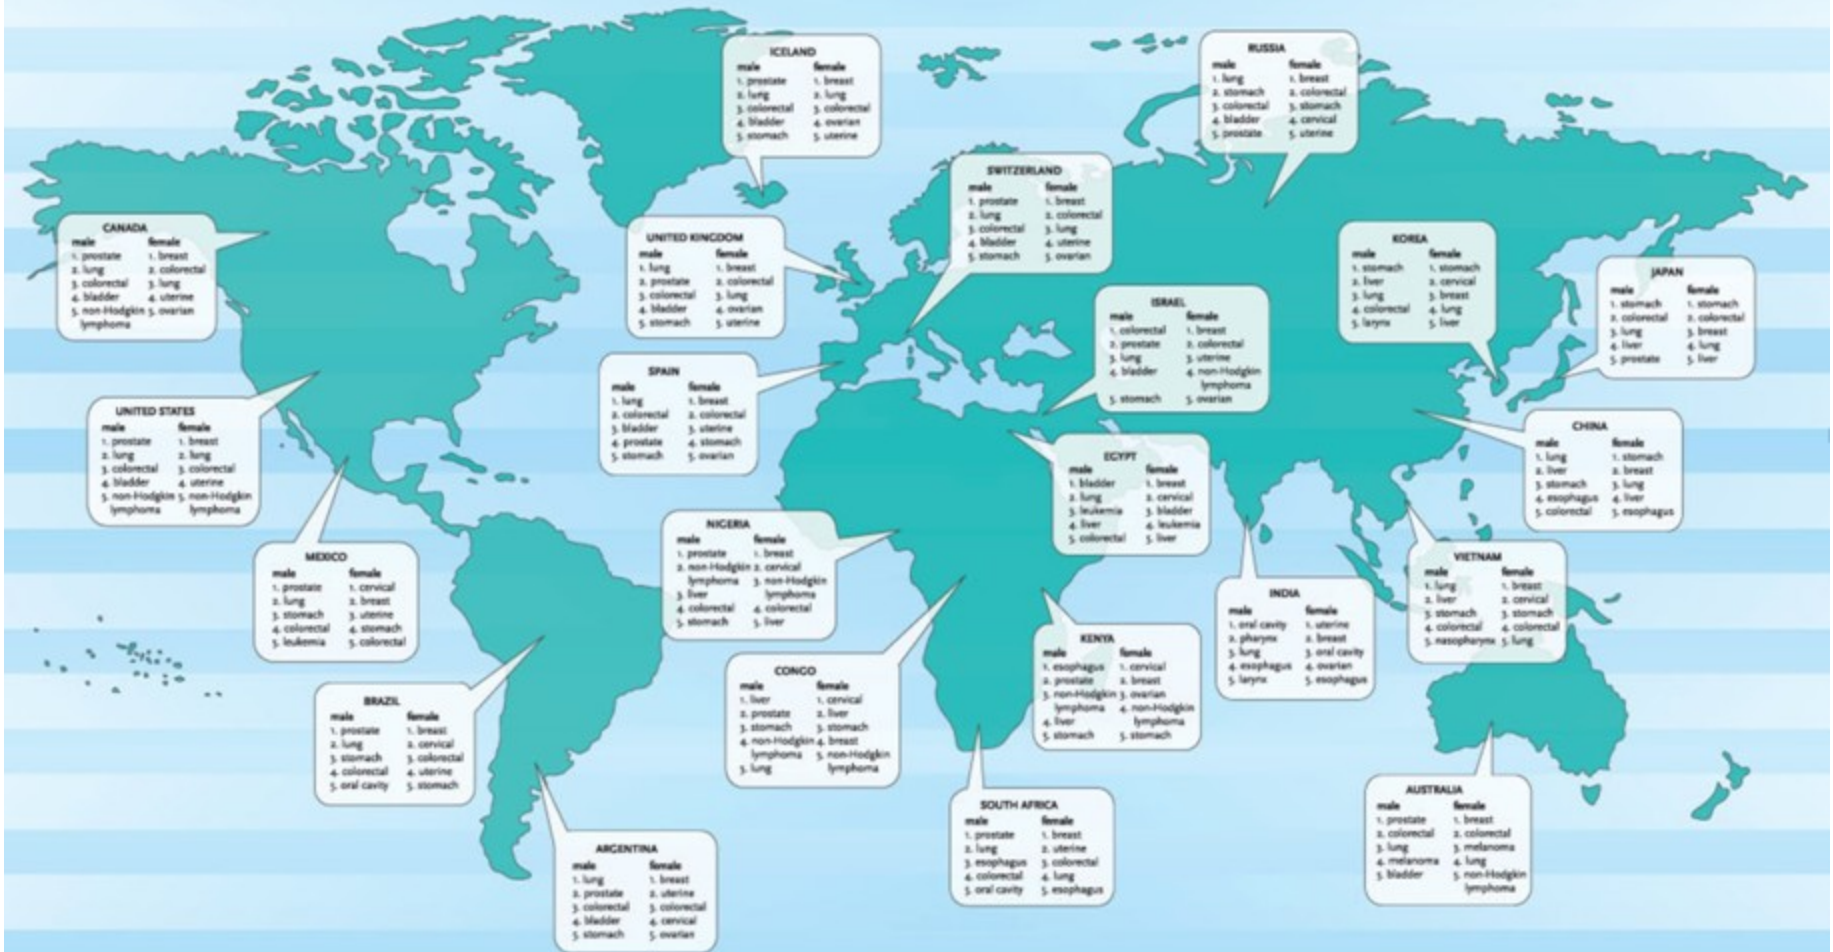 ICELAND
male female
1. prostate 1. breast
2. lung 2. lung
3. colorectal 3. colorectal
4. bladder 4. ovarian
5. stomach 5. uterine
RUSSIA
male female
1. lung 1. breast
2. stomach 2. colorectal
3. colorectal 3. stomach
4. bladder 4. cervical
5. prostate 5. uterine
SWITZERLAND
male female
1. prostate 1. breast
2. lung 2. colorectal
3. colorectal 3. lung
4. bladder 4. uterine
5. stomach 5. ovarian
CANADA
male female
1. prostate 1. breast
2. lung 2. colorectal
3. colorectal 3. lung
4. bladder 4. uterine
5. non-Hodgkin 5. ovarian
lymphoma
UNITED KINGDOM
male female
1. lung 1. breast
2. prostate 2. colorectal
3. colorectal 3. lung
4. bladder 4. ovarian
5. stomach 5. uterine
KOREA
male female
1. stomach 1. stomach
2. liver 2. cervical
3. lung 3. breast
4. colorectal 4. lung
5. larynx 5. liver
JAPAN
male female
1. stomach 1. stomach
2. colorectal 2. colorectal
3. lung 3. breast
4. liver 4. lung
5. prostate 5. liver
ISRAEL
male female
1. colorectal 1. breast
2. prostate 2. colorectal
3. lung 3. uterine
4. bladder 4. non-Hodgkin
lymphoma
5. stomach 5. ovarian
SPAIN
male female
1. lung 1. breast
2. colorectal 2. colorectal
3. bladder 3. uterine
4. prostate 4. stomach
5. stomach 5. ovarian
UNITED STATES
male female
1. prostate 1. breast
2. lung 2. lung
3. colorectal 3. colorectal
4. bladder 4. uterine
5. non-Hodgkin 5. non-Hodgkin
lymphoma lymphoma
CHINA
male female
1. lung 1. stomach
2. liver 2. breast
3. stomach 3. lung
4. esophagus 4. liver
5. colorectal 5. esophagus
EGYPT
male female
1. bladder 1. breast
2. lung 2. cervical
3. leukemia 3. bladder
4. liver 4. leukemia
5. colorectal 5. liver
NIGERIA
male female
1. prostate 1. breast
2. non-Hodgkin 2. cervical
lymphoma 3. non-Hodgkin
3. liver lymphoma
4. colorectal 4. colorectal
5. stomach 5. liver
MEXICO
male female
1. prostate 1. cervical
2. lung 2. breast
3. stomach 3. uterine
4. colorectal 4. stomach
5. leukemia 5. colorectal
VIETNAM
male female
1. lung 1. breast
2. liver 2. cervical
3. stomach 3. stomach
4. colorectal 4. colorectal
5. nasopharynx 5. lung
INDIA
male female
1. oral cavity 1. uterine
2. pharynx 2. breast
3. lung 3. oral cavity
4. esophagus 4. ovarian
5. larynx 5. esophagus
KENYA
male female
1. esophagus 1. cervical
2. prostate 2. breast
3. non-Hodgkin 3. ovarian
lymphoma 4. non-Hodgkin
4. liver lymphoma
5. stomach 5. stomach
CONGO
male female
1. liver 1. cervical
2. prostate 2. liver
3. stomach 3. stomach
4. non-Hodgkin 4. breast
lymphoma 5. non-Hodgkin
5. lung lymphoma
BRAZIL
male female
1. prostate 1. breast
2. lung 2. cervical
3. stomach 3. colorectal
4. colorectal 4. uterine
5. oral cavity 5. stomach
SOUTH AFRICA
male female
1. prostate 1. breast
2. lung 2. uterine
3. esophagus 3. colorectal
4. colorectal 4. lung
5. oral cavity 5. esophagus
AUSTRALIA
male female
1. prostate 1. breast
2. colorectal 2. colorectal
3. lung 3. melanoma
4. melanoma 4. lung
5. bladder 5. non-Hodgkin
lymphoma
ARGENTINA
male female
1. lung 1. breast
2. prostate 2. uterine
3. colorectal 3. colorectal
4. bladder 4. cervical
5. stomach 5. ovarian